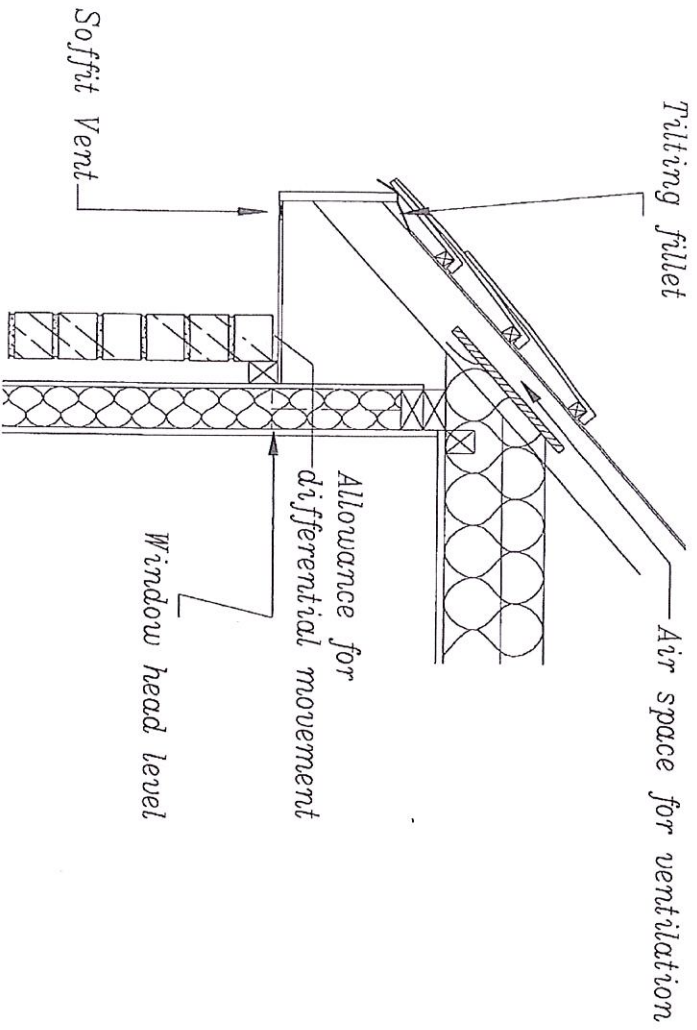 Tilting fillet
Air space for ventilation
Soffit Vent
Allowance for
differential movement
Window head level